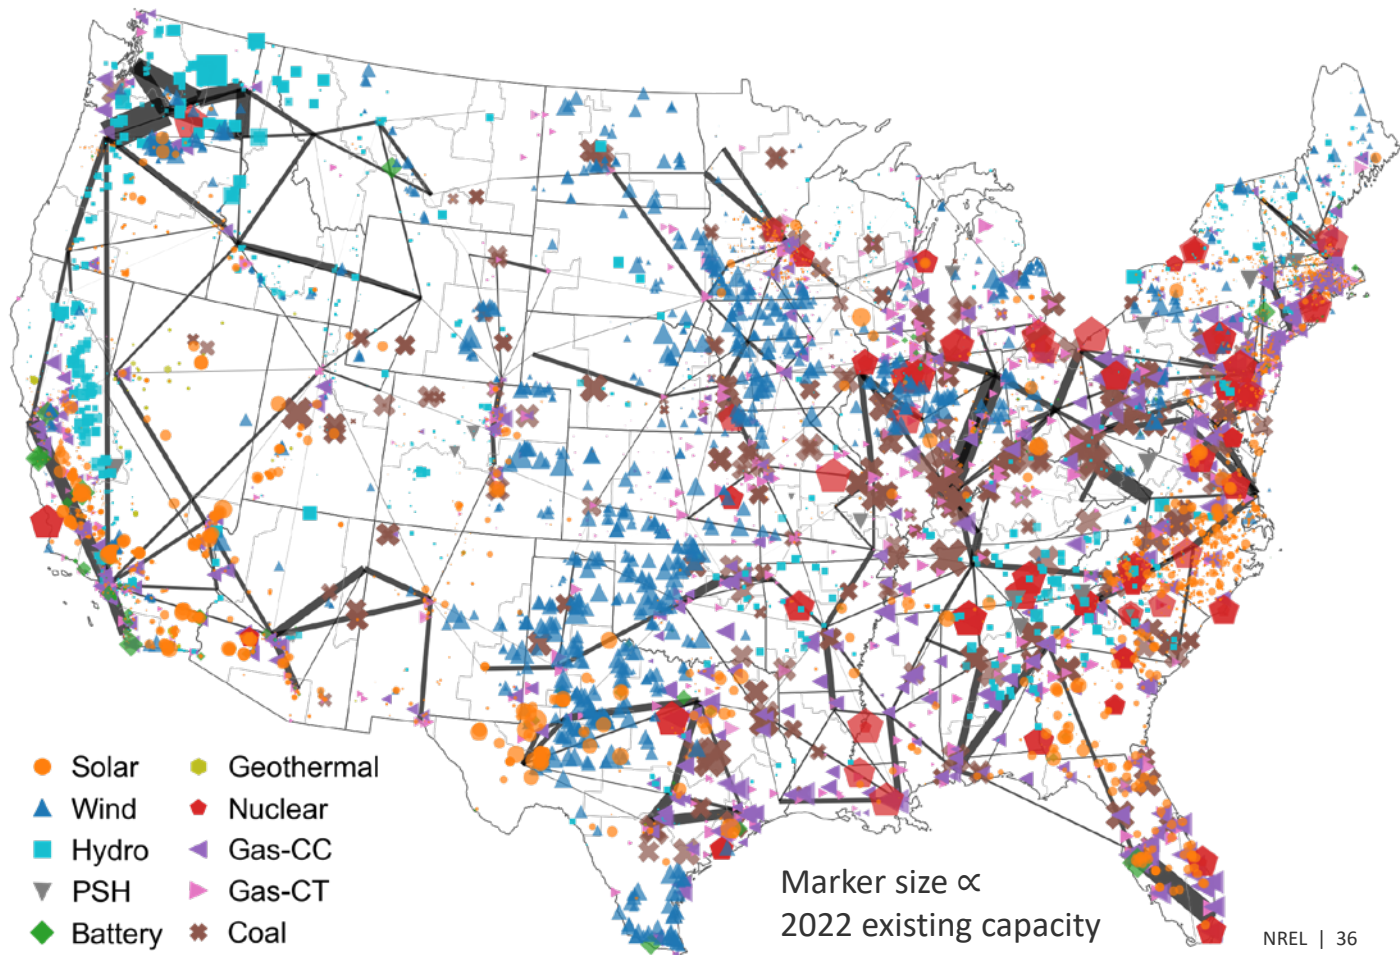 Solar
Wind
Hydro
PSH
Battery
Geothermal
Nuclear
Gas-CC
Gas-CT
Coal
Marker size ∝
2022 existing capacity
NREL | 36